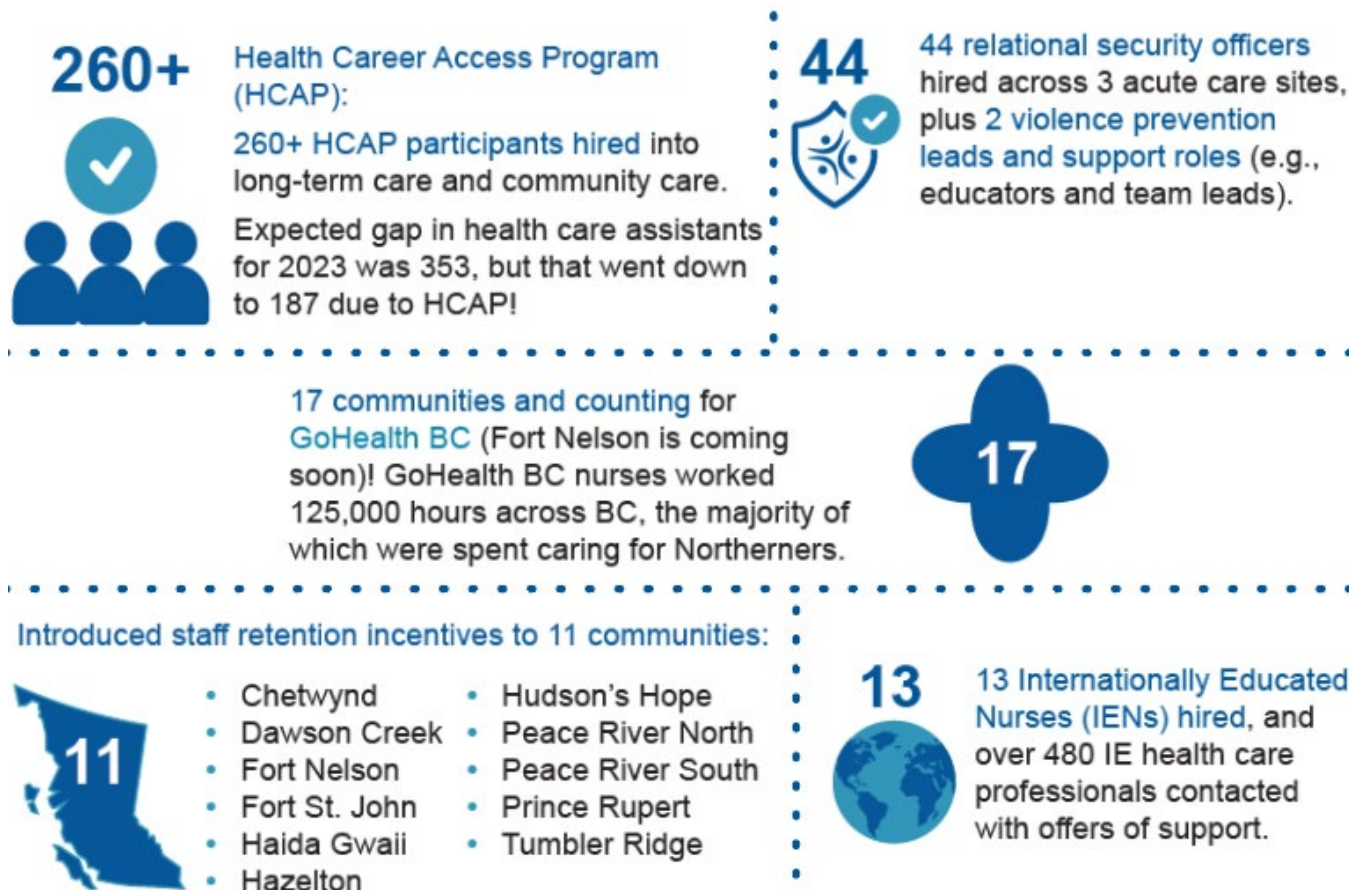 260+
Health Career Access Program
(HCAP):
260+ HCAP participants hired into
long-term care and community care.
Expected gap in health care assistants
for 2023 was 353, but that went down
to 187 due to HCAP!
44
44 relational security officers
hired across 3 acute care sites,
plus 2 violence prevention
leads and support roles (e.g.,
educators and team leads).
17 communities and counting for
GoHealth BC (Fort Nelson is coming
soon)! GoHealth BC nurses worked
125,000 hours across BC, the majority of
which were spent caring for Northerners.
17
Introduced staff retention incentives to 11 communities:
11
• Chetwynd
• Dawson Creek
• Fort Nelson
• Fort St. John
• Haida Gwaii
• Hazelton
• Hudson's Hope
• Peace River North
• Peace River South
• Prince Rupert
• Tumbler Ridge
13
13 Internationally Educated
Nurses (IENs) hired, and
over 480 IE health care
professionals contacted
with offers of support.